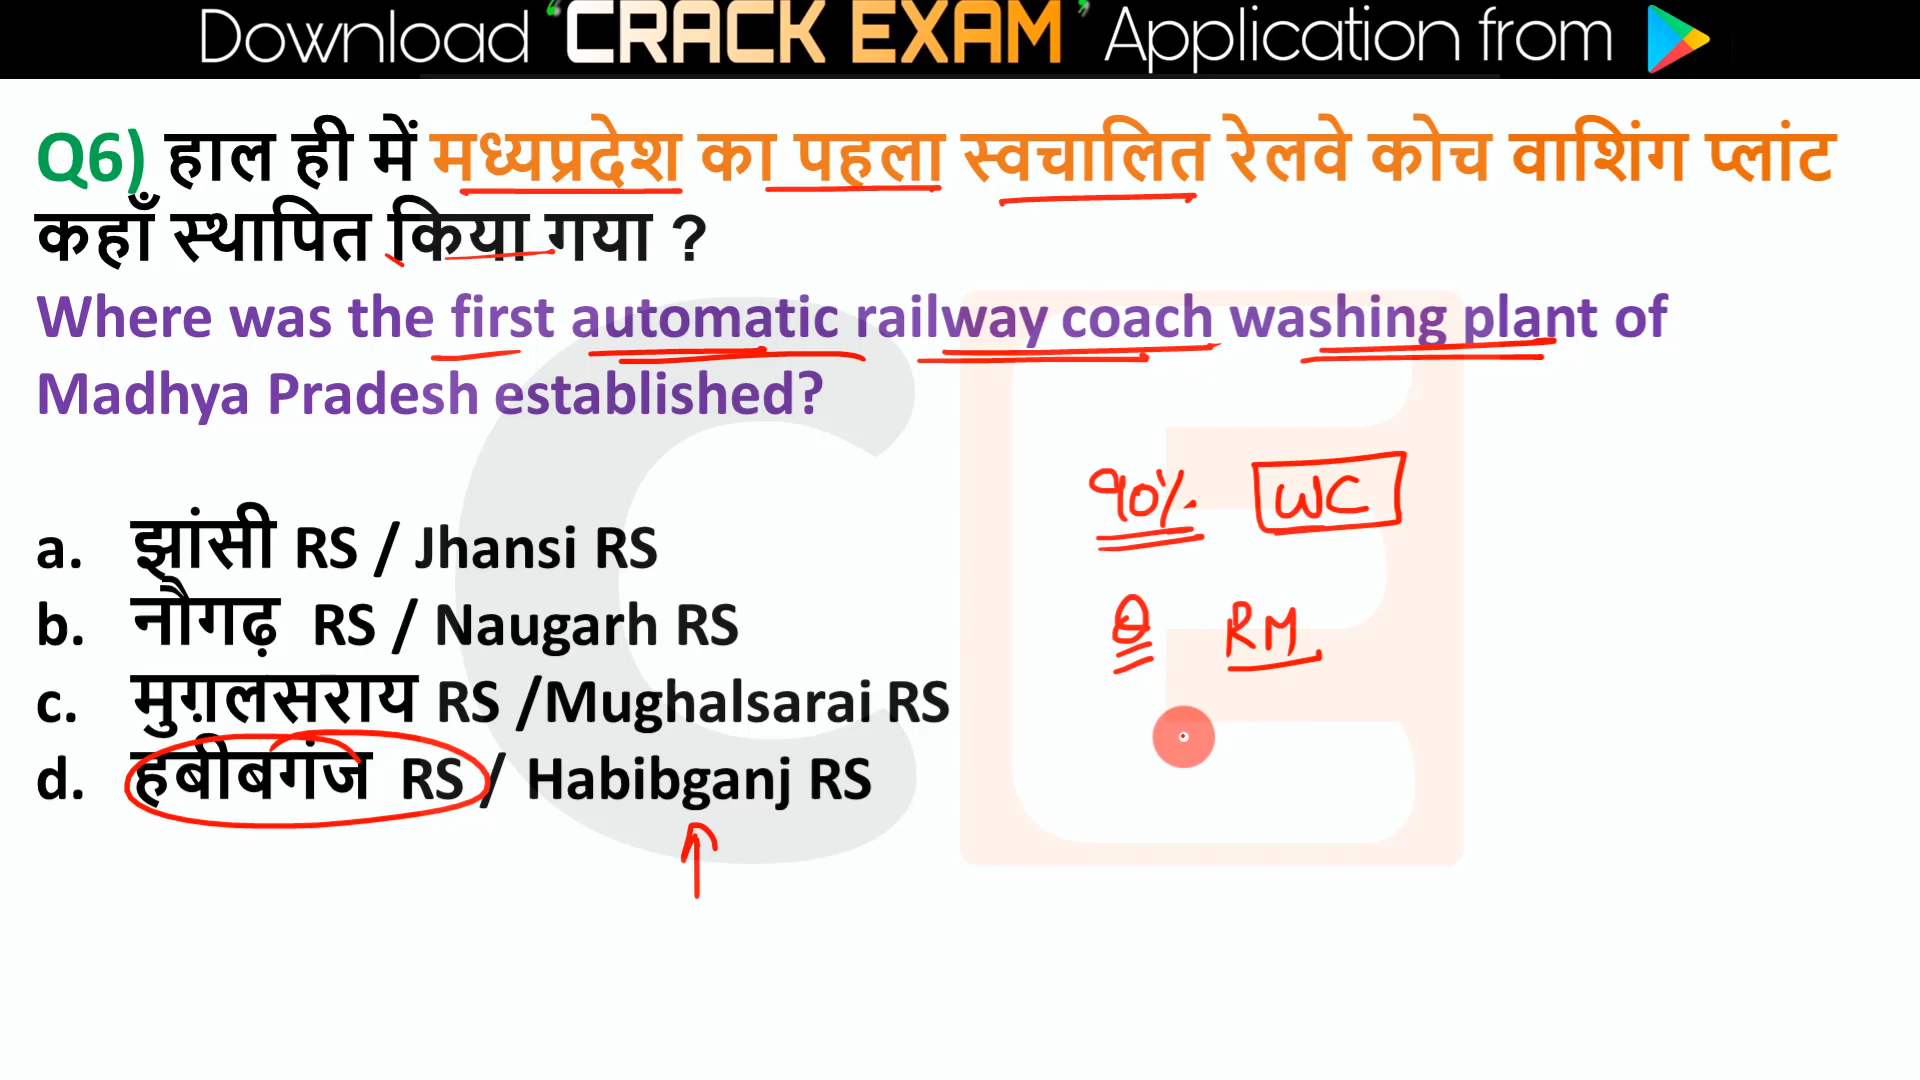 Download 'CRACK EXAM' Application from
Q6) हाल ही में मध्यप्रदेश का पहला स्वचालित रेलवे कोच वाशिंग प्लांट
कहाँ स्थापित किया गया ?
Where was the first automatic railway coach washing plant of
Madhya Pradesh established?
90% WC
a. झांसी RS / Jhansi RS
b. नौगढ़ RS / Naugarh RS
RM
c. मुग़लसराय RS /Mughalsarai RS
d. हबीबगंज RS / Habibganj RS